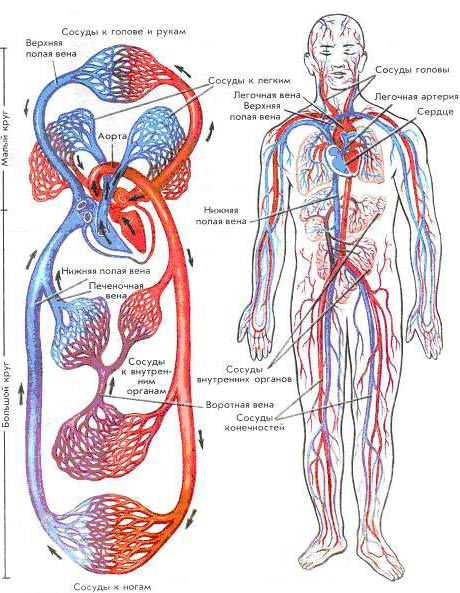 Сосуды к голове и рукам
Верхняя
полая вена
Сосуды к легким
Аорта
Малый круг
Большой круг
Нижняя полая вена
Печеночная
вена
Сосуды
к внутрен-
ним
органам
Воротная вена
Сосуды к ногам
Сосуды головы
Легочная вена
Легочная артерия
Верхняя
полая вена
Сердце
Нижняя
полая вена
Сосуды
внутренних органов
Сосуды
конечностей